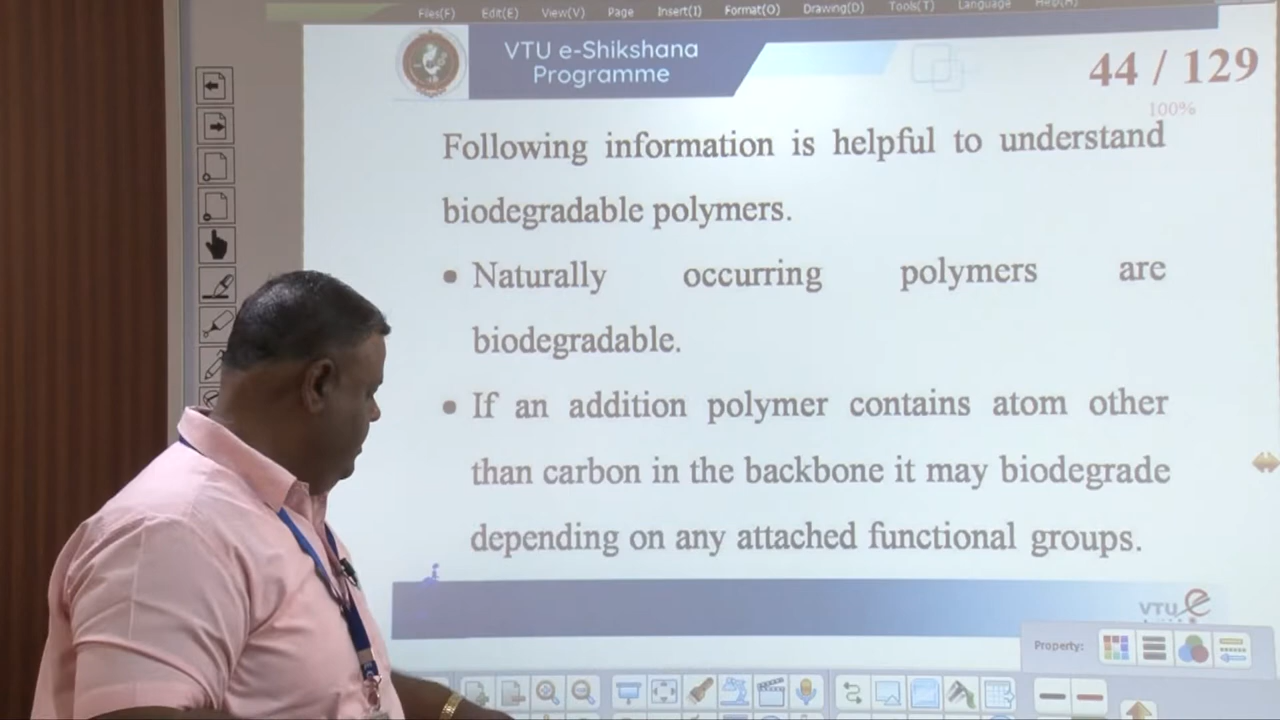 Files(F) Edit(E) View(V) Page Insert(I) Format(O) Drawing(D) Tools(T) Language Help(H)
VTU e-Shikshana
Programme
44 / 129
100%
Following information is helpful to understand
biodegradable polymers.
• Naturally occurring polymers are
biodegradable.
• If an addition polymer contains atom other
than carbon in the backbone it may biodegrade
depending on any attached functional groups.
VTU e
Property: